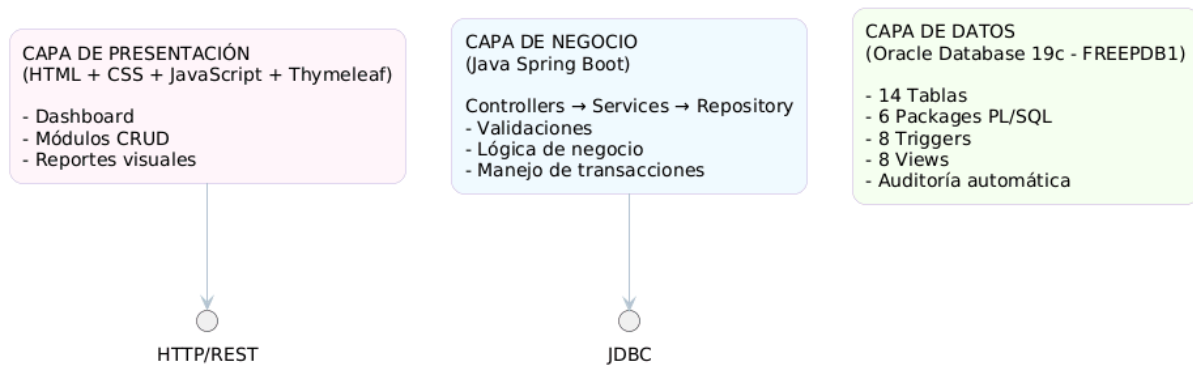 CAPA DE PRESENTACIÓN
(HTML + CSS + JavaScript + Thymeleaf)
- Dashboard
- Módulos CRUD
- Reportes visuales
HTTP/REST
CAPA DE NEGOCIO
(Java Spring Boot)
Controllers → Services → Repository
- Validaciones
- Lógica de negocio
- Manejo de transacciones
JDBC
CAPA DE DATOS
(Oracle Database 19c - FREEPDB1)
- 14 Tablas
- 6 Packages PL/SQL
- 8 Triggers
- 8 Views
- Auditoría automática